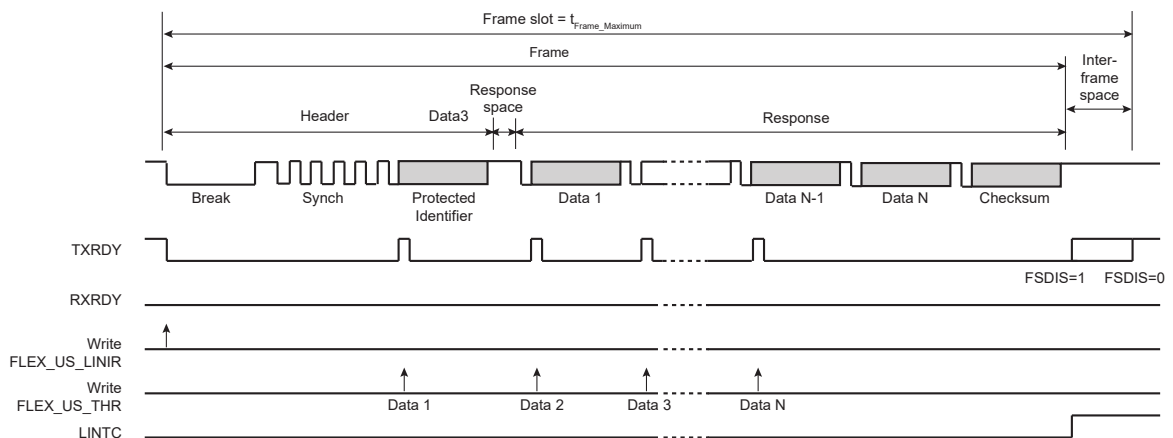 Frame slot = tFrame_Maximum
Frame
Inter-
frame
space
Response
space
Header
Data3
Response
Break
Synch
Protected
Identifier
Data 1
Data N-1
Data N
Checksum
TXRDY
FSDIS=1
FSDIS=0
RXRDY
Write
FLEX_US_LINIR
Write
FLEX_US_THR
Data 1
Data 2
Data 3
Data N
LINTC